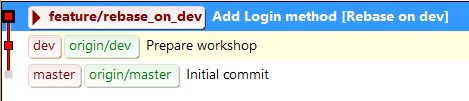 feature/rebase_on_dev Add Login method [Rebase on dev]
dev origin/dev Prepare workshop
master origin/master Initial commit